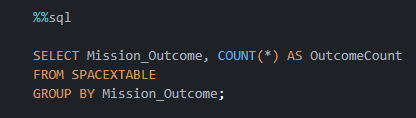 %%sql
SELECT Mission_Outcome, COUNT(*) AS OutcomeCount
FROM SPACEXTABLE
GROUP BY Mission_Outcome;